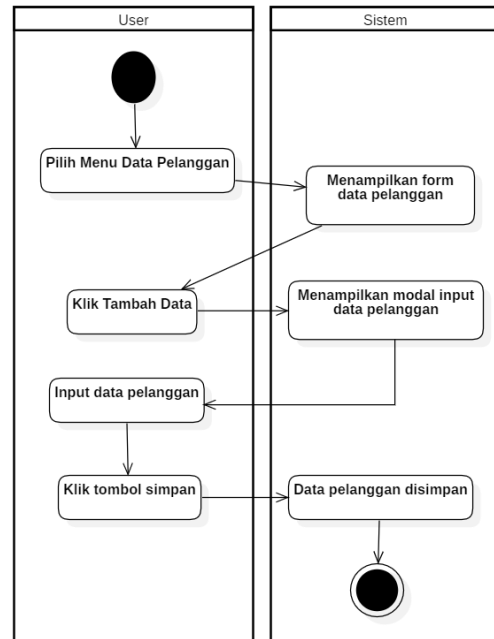 User
Sistem
Pilih Menu Data Pelanggan
Menampilkan form
data pelanggan
Klik Tambah Data
Menampilkan modal input
data pelanggan
Input data pelanggan
Klik tombol simpan
Data pelanggan disimpan